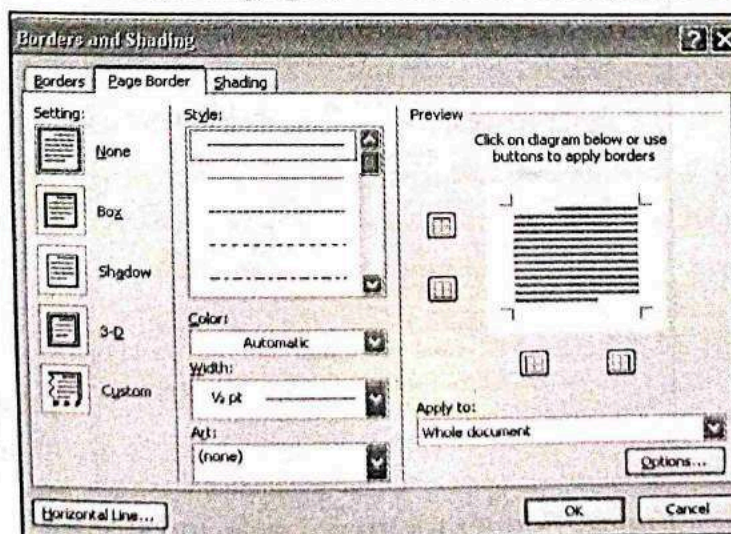 Borders and Shading
Borders Page Border Shading
Setting:
None
Box
Shadow
3-D
Custom
Style:
Color:
Automatic
Width:
½ pt
Art:
(none)
Preview
Click on diagram below or use
buttons to apply borders
Apply to:
Whole document
Options...
Horizontal Line...
OK
Cancel